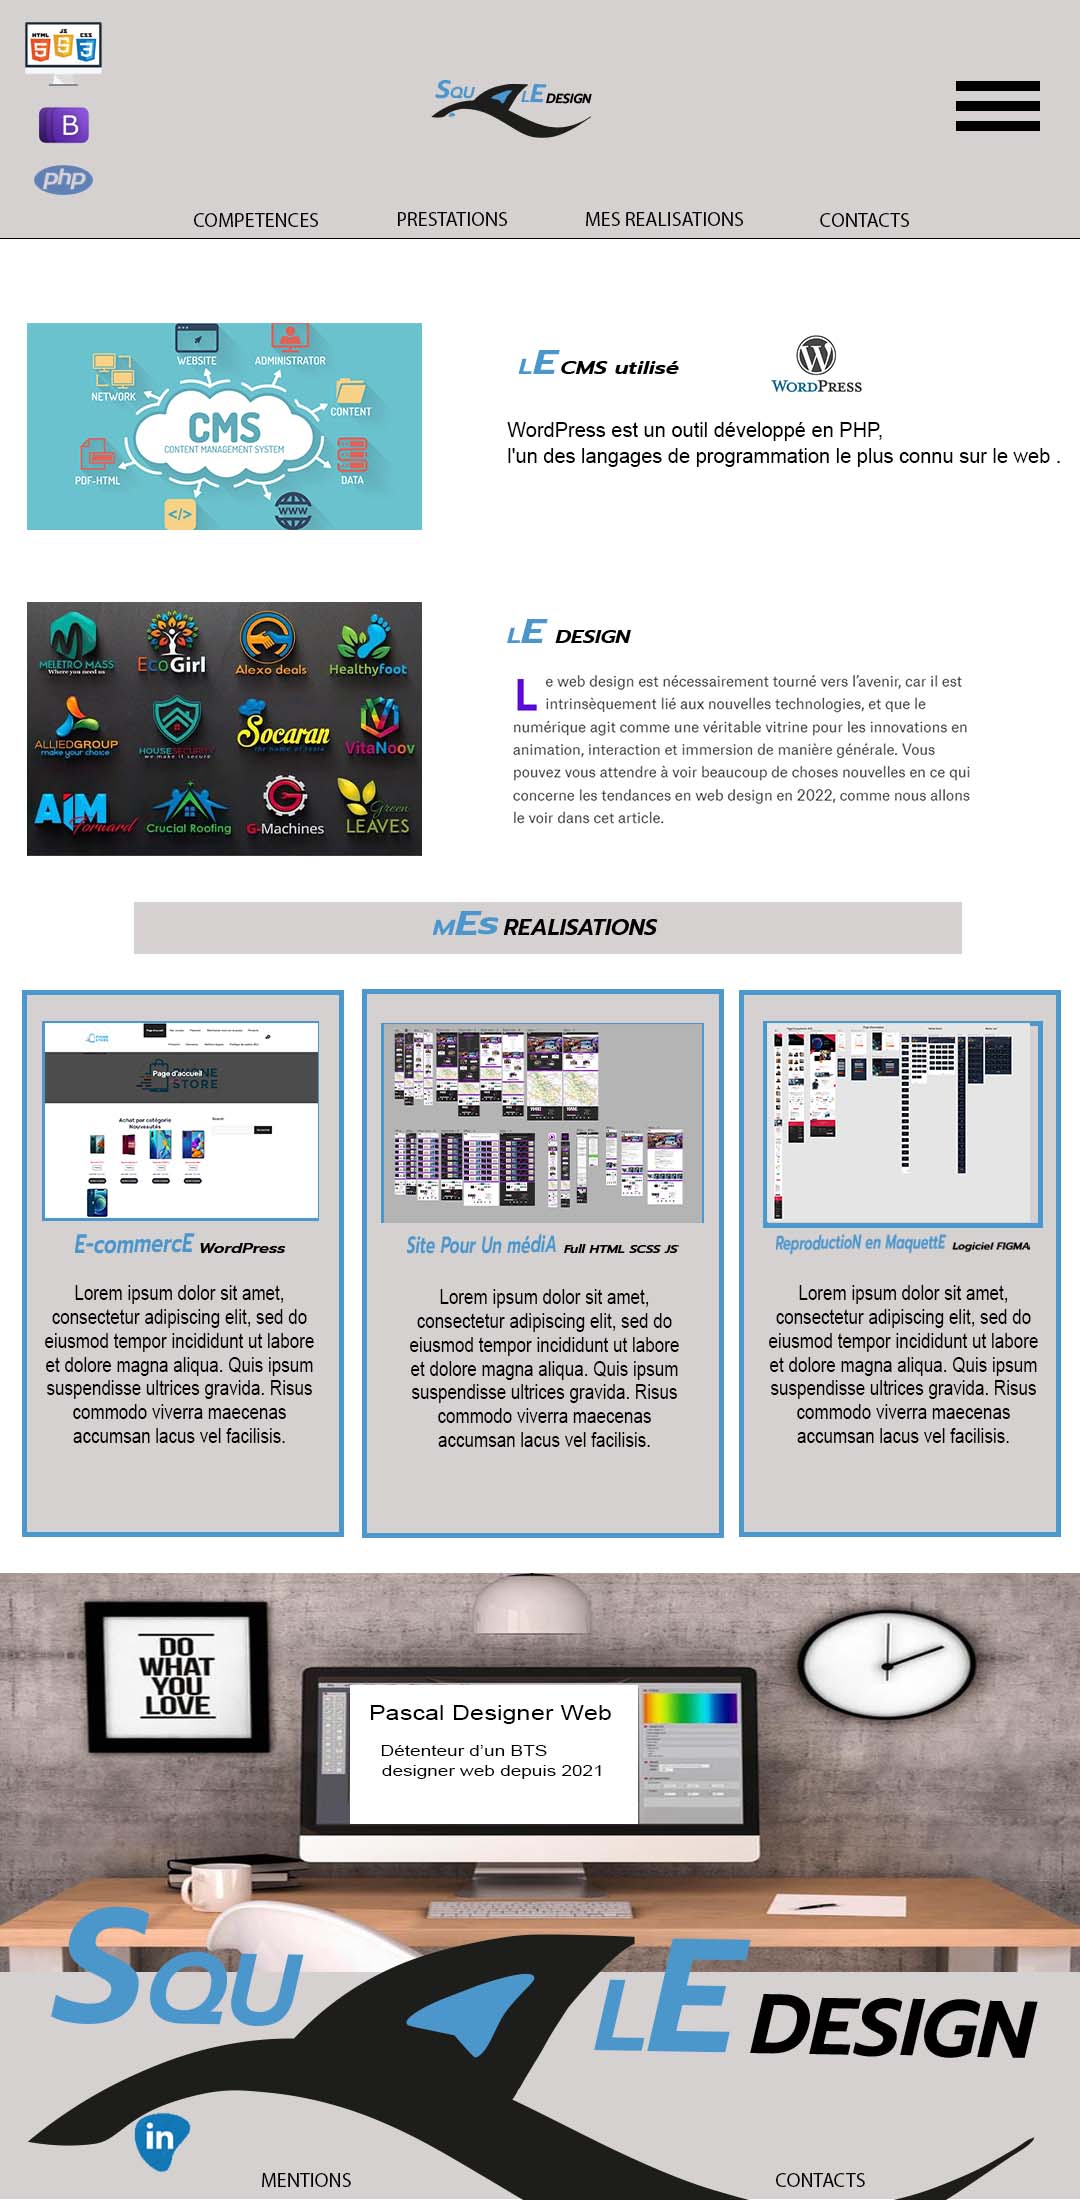 HTML JS CSS
5 5 3
B
php
SQU LE DESIGN
COMPETENCES PRESTATIONS MES REALISATIONS CONTACTS
WEBSITE ADMINISTRATOR
NETWORK CONTENT
CMS
CONTENT MANAGEMENT SYSTEM
PDF-HTML DATA
</> WWW
LE CMS utilisé
W
WORDPRESS
WordPress est un outil développé en PHP,
l'un des langages de programmation le plus connu sur le web .
MELETRO MASS EcoGirl Alexo deals Healthyfoot
Where you need us
ALLIEDGROUP HOUSESECURITY Socaran VitaNoov
make your choice we make it secure the home of taste
AIM Forward Crucial Roofing G-Machines Green LEAVES
LE DESIGN
Le web design est nécessairement tourné vers l’avenir, car il est
intrinsèquement lié aux nouvelles technologies, et que le
numérique agit comme une véritable vitrine pour les innovations en
animation, interaction et immersion de manière générale. Vous
pouvez vous attendre à voir beaucoup de choses nouvelles en ce qui
concerne les tendances en web design en 2022, comme nous allons
le voir dans cet article.
MEs REALISATIONS
PHONE STORE
Page d'accueil
Achat par catégorie
Nouveautés
Search
E-commercE WordPress
Lorem ipsum dolor sit amet,
consectetur adipiscing elit, sed do
eiusmod tempor incididunt ut labore
et dolore magna aliqua. Quis ipsum
suspendisse ultrices gravida. Risus
commodo viverra maecenas
accumsan lacus vel facilisis.
Site Pour Un médiA Full HTML SCSS JS
Lorem ipsum dolor sit amet,
consectetur adipiscing elit, sed do
eiusmod tempor incididunt ut labore
et dolore magna aliqua. Quis ipsum
suspendisse ultrices gravida. Risus
commodo viverra maecenas
accumsan lacus vel facilisis.
ReproductioN en MaquettE Logiciel FIGMA
Lorem ipsum dolor sit amet,
consectetur adipiscing elit, sed do
eiusmod tempor incididunt ut labore
et dolore magna aliqua. Quis ipsum
suspendisse ultrices gravida. Risus
commodo viverra maecenas
accumsan lacus vel facilisis.
DO
WHAT
YOU
LOVE
Pascal Designer Web
Détenteur d’un BTS
designer web depuis 2021
SQU LE DESIGN
in
MENTIONS CONTACTS